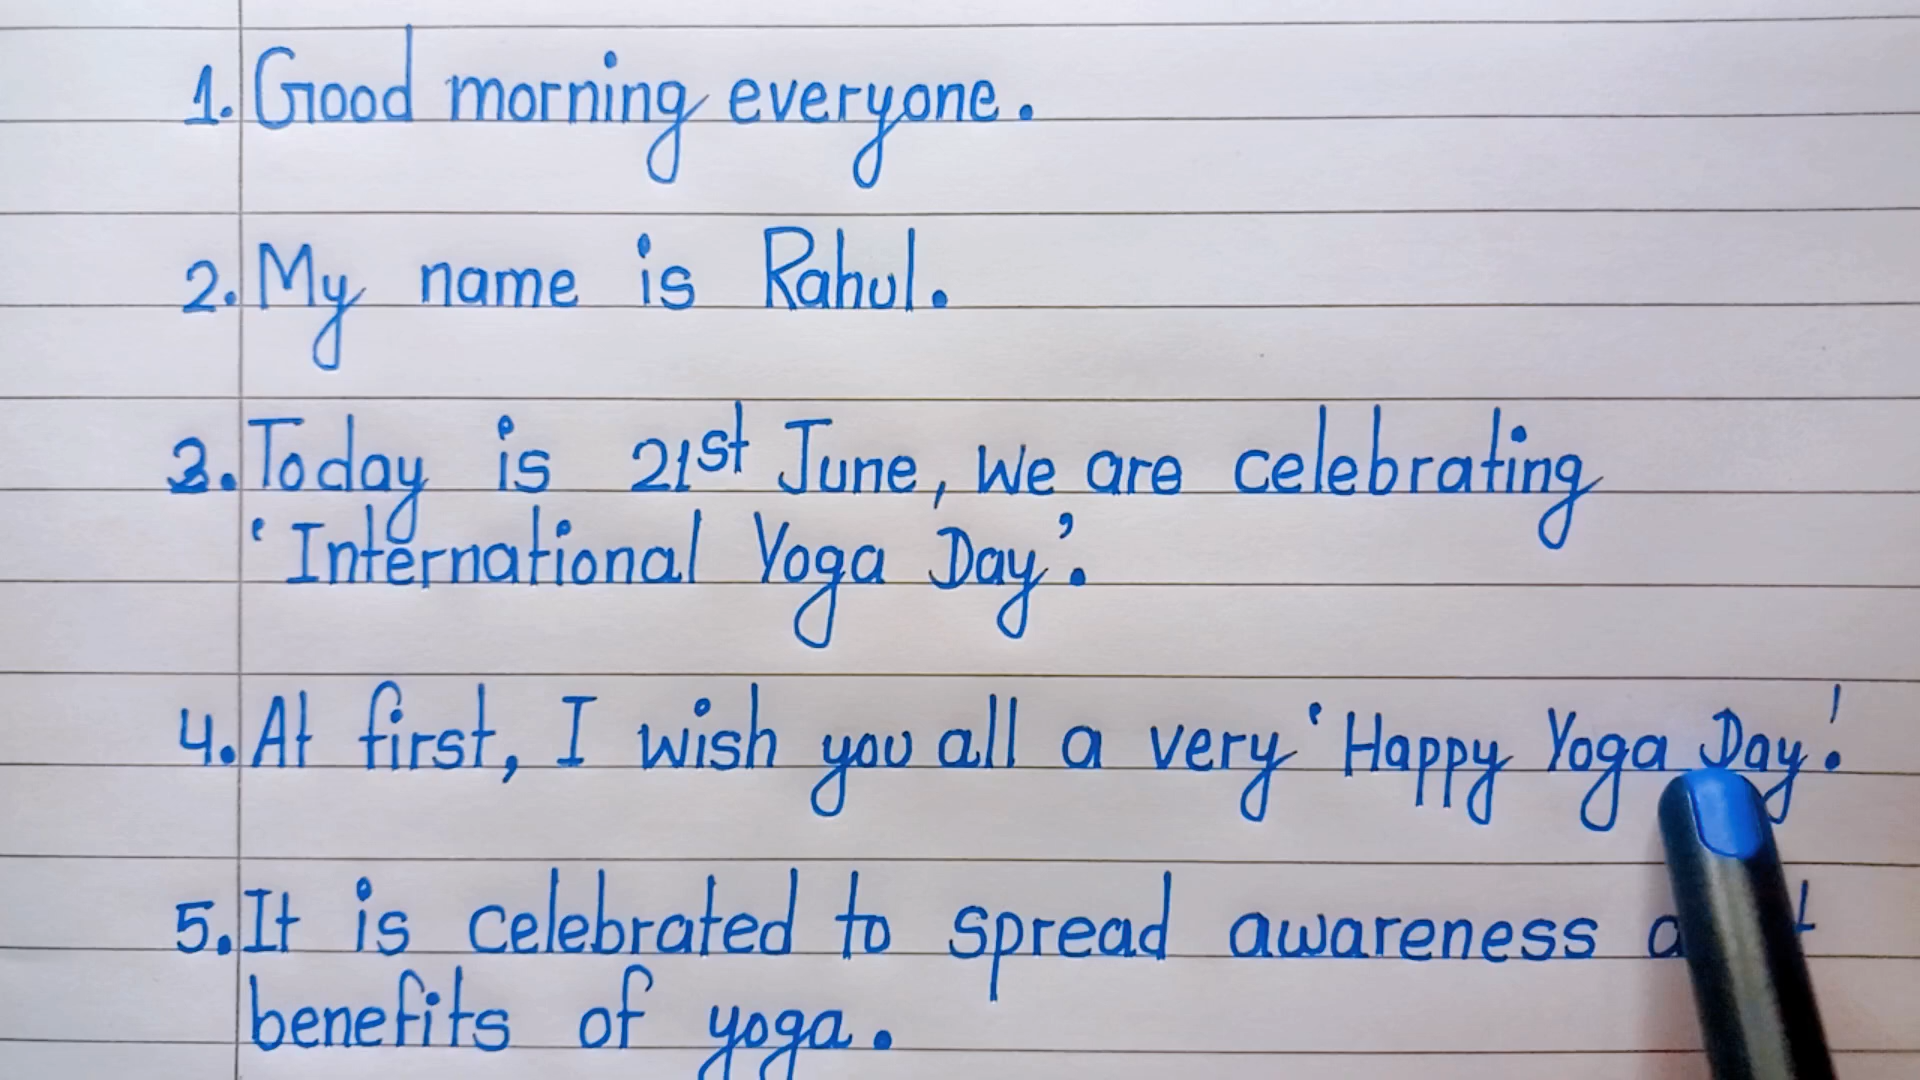 1. Good morning everyone.
2. My name is Rahul.
3. Today is 21st June, We are celebrating
'International Yoga Day'.
4. At first, I wish you all a very 'Happy Yoga Day'.
5. It is celebrated to spread awareness
benefits of yoga.